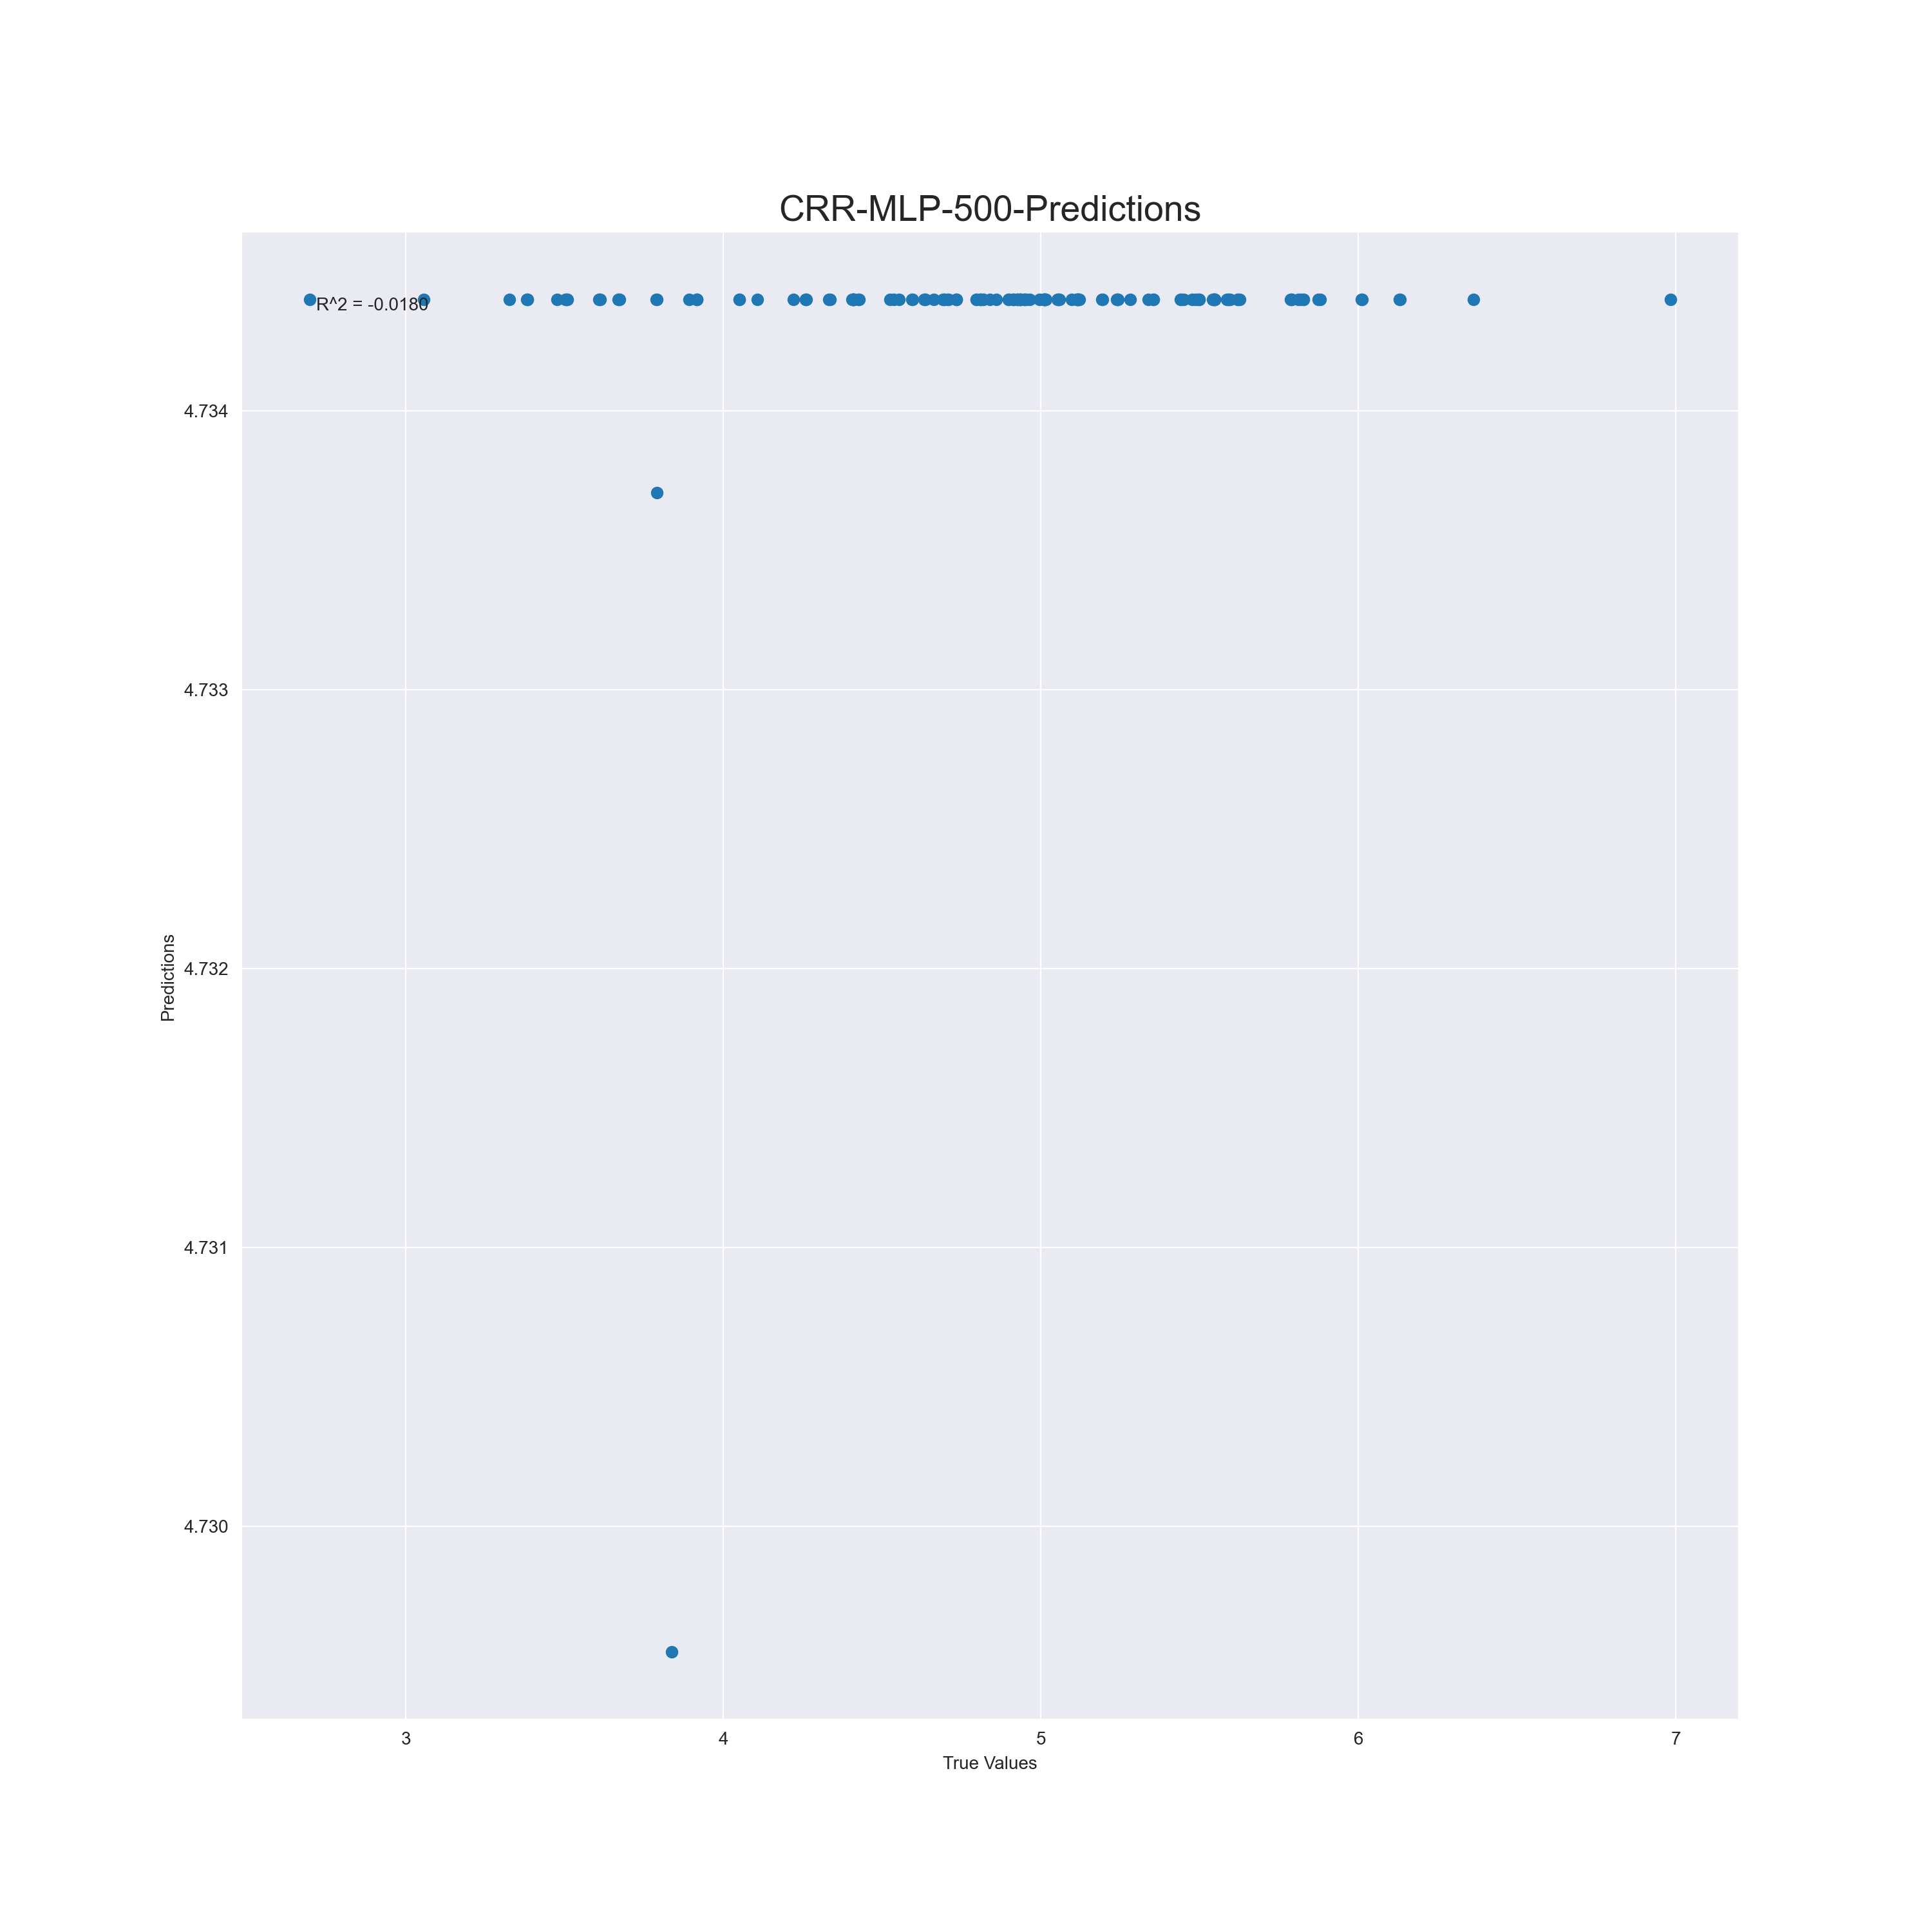 CRR-MLP-500-Predictions
R^2 = -0.0180
4.734
4.733
4.732
4.731
4.730
Predictions
3 4 5 6 7
True Values